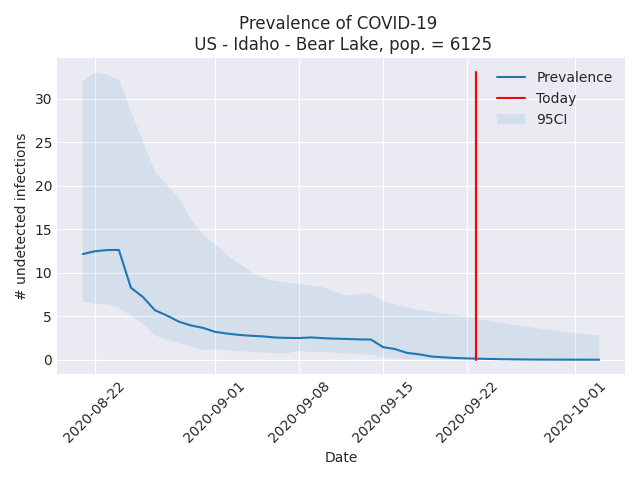 Prevalence of COVID-19
US - Idaho - Bear Lake, pop. = 6125
Prevalence
Today
95CI
# undetected infections
30
25
20
15
10
5
0
2020-08-22
2020-09-01
2020-09-08
2020-09-15
2020-09-22
2020-10-01
Date